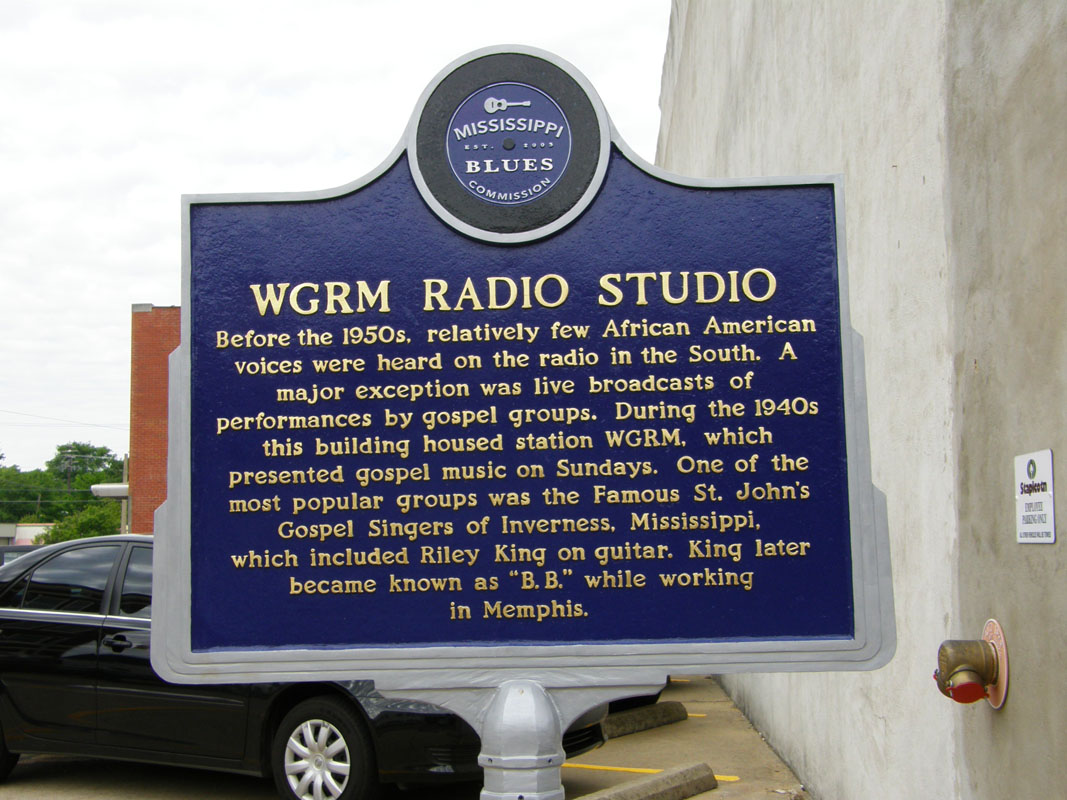 MISSISSIPPI
EST. 2003
BLUES
COMMISSION
WGRM RADIO STUDIO
Before the 1950s, relatively few African American
voices were heard on the radio in the South. A
major exception was live broadcasts of
performances by gospel groups. During the 1940s
this building housed station WGRM, which
presented gospel music on Sundays. One of the
most popular groups was the Famous St. John's
Gospel Singers of Inverness, Mississippi,
which included Riley King on guitar. King later
became known as "B.B." while working
in Memphis.
Staplcotn
EMPLOYEE
PARKING ONLY